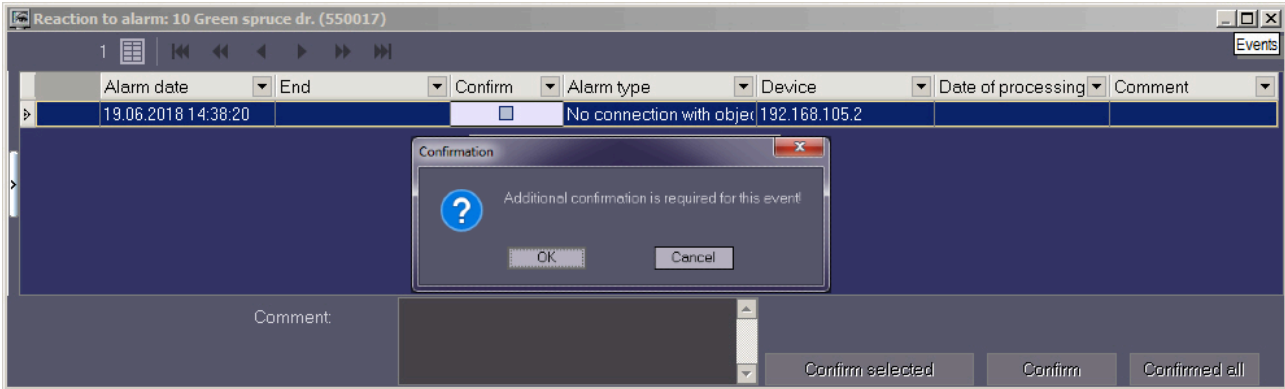 Reaction to alarm: 10 Green spruce dr. (550017)
1
Events
Alarm date End Confirm Alarm type Device Date of processing Comment
19.06.2018 14:38:20 No connection with objec 192.168.105.2
Confirmation
Additional confirmation is required for this event!
OK Cancel
Comment:
Confirm selected Confirm Confirmed all